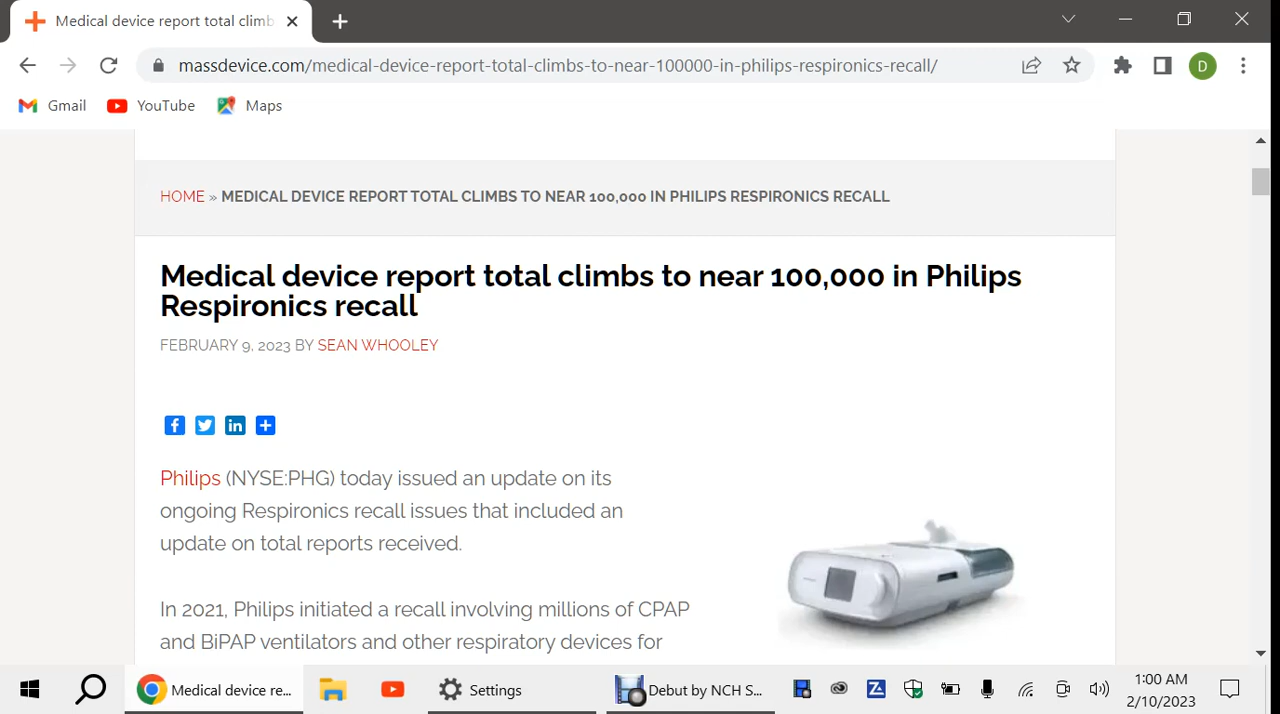 Medical device report total climb
massdevice.com/medical-device-report-total-climbs-to-near-100000-in-philips-respironics-recall/
D
Gmail YouTube Maps
HOME » MEDICAL DEVICE REPORT TOTAL CLIMBS TO NEAR 100,000 IN PHILIPS RESPIRONICS RECALL
Medical device report total climbs to near 100,000 in Philips
Respironics recall
FEBRUARY 9, 2023 BY SEAN WHOOLEY
Philips (NYSE:PHG) today issued an update on its
ongoing Respironics recall issues that included an
update on total reports received.
In 2021, Philips initiated a recall involving millions of CPAP
and BiPAP ventilators and other respiratory devices for
Medical device re... Settings Debut by NCH S... 1:00 AM
2/10/2023